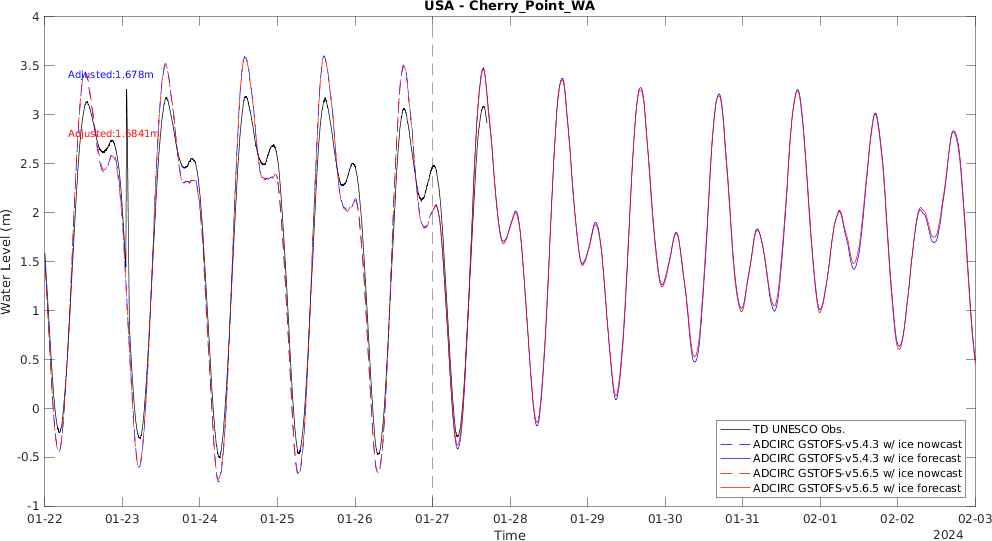 USA - Cherry_Point_WA
4
3.5
3
2.5
2
1.5
1
0.5
0
-0.5
-1
Water Level (m)
Adjusted:1.678m
Adjusted:1.6841m
TD UNESCO Obs.
ADCIRC GSTOFS-v5.4.3 w/ ice nowcast
ADCIRC GSTOFS-v5.4.3 w/ ice forecast
ADCIRC GSTOFS-v5.6.5 w/ ice nowcast
ADCIRC GSTOFS-v5.6.5 w/ ice forecast
01-22 01-23 01-24 01-25 01-26 01-27 01-28 01-29 01-30 01-31 02-01 02-02 02-03
Time
2024